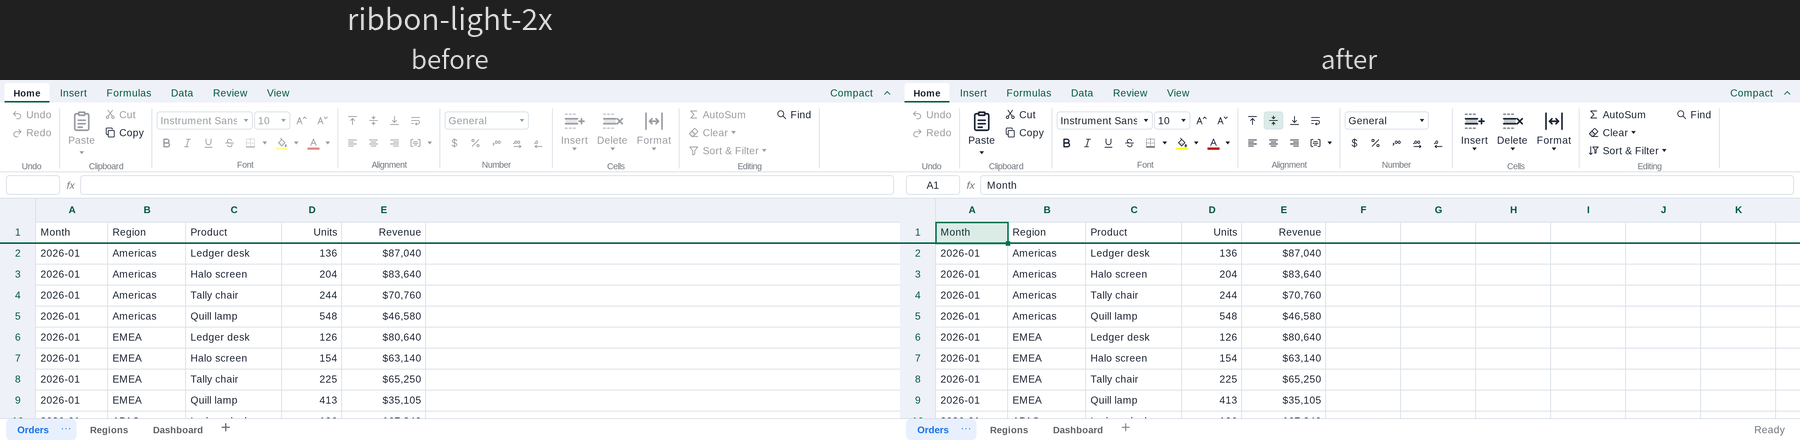 ribbon-light-2x
before after
Home Insert Formulas Data Review View Compact
Undo Cut Instrument Sans 10 General AutoSum Find
Redo Paste Copy Insert Delete Format Clear
B I U S A $ % Sort & Filter
Undo Clipboard Font Alignment Number Cells Editing
fx
A B C D E
1 Month Region Product Units Revenue
2 2026-01 Americas Ledger desk 136 $87,040
3 2026-01 Americas Halo screen 204 $83,640
4 2026-01 Americas Tally chair 244 $70,760
5 2026-01 Americas Quill lamp 548 $46,580
6 2026-01 EMEA Ledger desk 126 $80,640
7 2026-01 EMEA Halo screen 154 $63,140
8 2026-01 EMEA Tally chair 225 $65,250
9 2026-01 EMEA Quill lamp 413 $35,105
Orders Regions Dashboard +
Home Insert Formulas Data Review View Compact
Undo Cut Instrument Sans 10 General AutoSum Find
Redo Paste Copy Insert Delete Format Clear
B I U S A $ % Sort & Filter
Undo Clipboard Font Alignment Number Cells Editing
A1 fx Month
A B C D E F G H I J K
1 Month Region Product Units Revenue
2 2026-01 Americas Ledger desk 136 $87,040
3 2026-01 Americas Halo screen 204 $83,640
4 2026-01 Americas Tally chair 244 $70,760
5 2026-01 Americas Quill lamp 548 $46,580
6 2026-01 EMEA Ledger desk 126 $80,640
7 2026-01 EMEA Halo screen 154 $63,140
8 2026-01 EMEA Tally chair 225 $65,250
9 2026-01 EMEA Quill lamp 413 $35,105
Orders Regions Dashboard + Ready